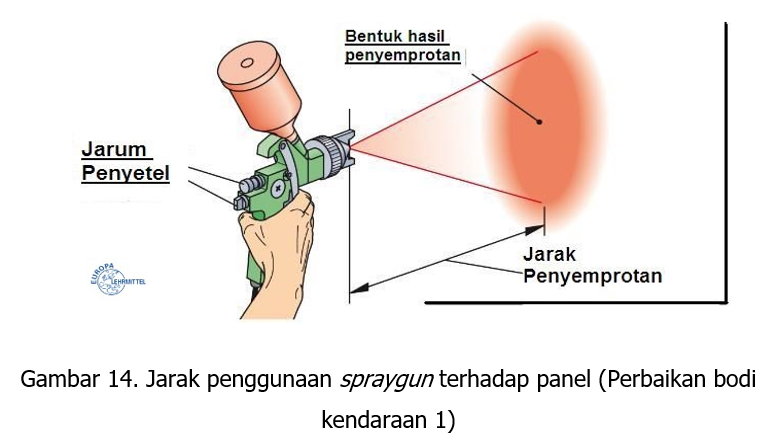 Bentuk hasil
penyemprotan
Jarum
Penyetel
EUROPA
LEHRMITTEL
Jarak
Penyemprotan
Gambar 14. Jarak penggunaan spraygun terhadap panel (Perbaikan bodi
kendaraan 1)